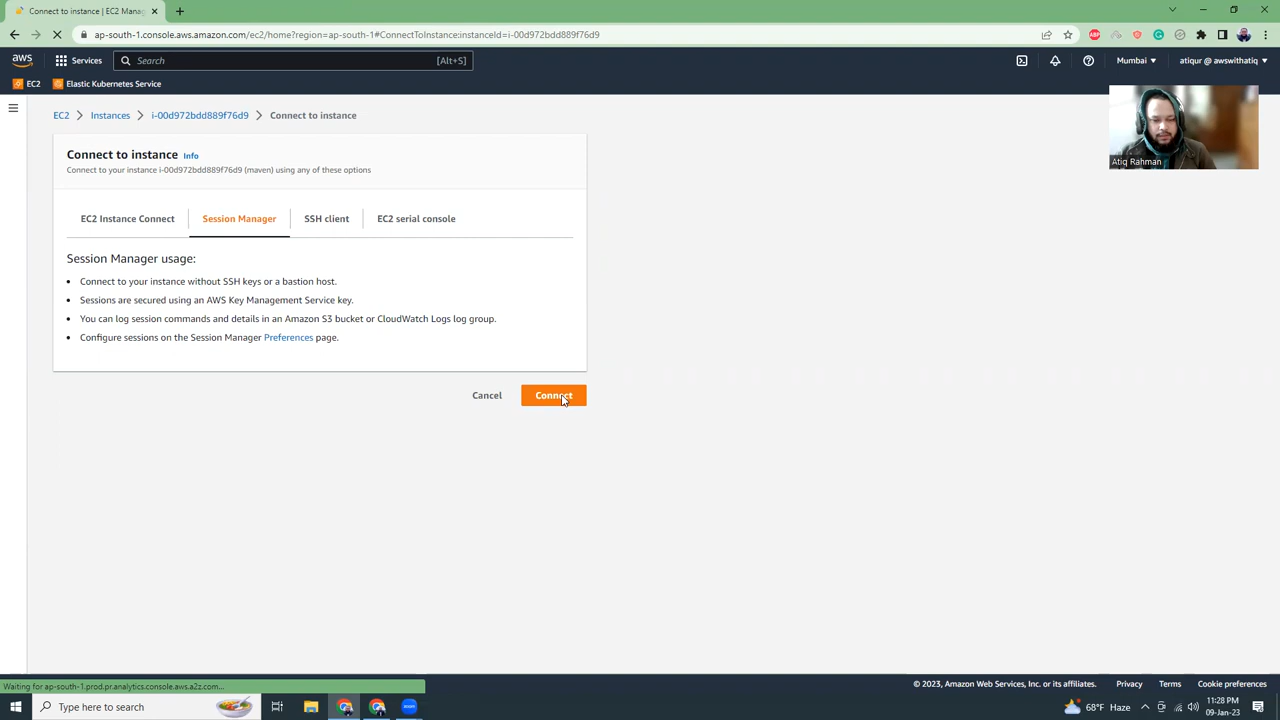 Connect to instance | EC2 Manag
ap-south-1.console.aws.amazon.com/ec2/home?region=ap-south-1#ConnectToInstance:instanceId=i-00d972bdd889f76d9
aws
Services
Search
[Alt+S]
Mumbai
atiqur @ awswithatiq
EC2
Elastic Kubernetes Service
EC2
Instances
i-00d972bdd889f76d9
Connect to instance
Atiq Rahman
Connect to instance Info
Connect to your instance i-00d972bdd889f76d9 (maven) using any of these options
EC2 Instance Connect
Session Manager
SSH client
EC2 serial console
Session Manager usage:
Connect to your instance without SSH keys or a bastion host.
Sessions are secured using an AWS Key Management Service key.
You can log session commands and details in an Amazon S3 bucket or CloudWatch Logs log group.
Configure sessions on the Session Manager Preferences page.
Cancel
Connect
Waiting for ap-south-1.prod.pr.analytics.console.aws.a2z.com...
© 2023, Amazon Web Services, Inc. or its affiliates.
Privacy
Terms
Cookie preferences
Type here to search
zoom
68°F Haze
11:28 PM
09-Jan-23